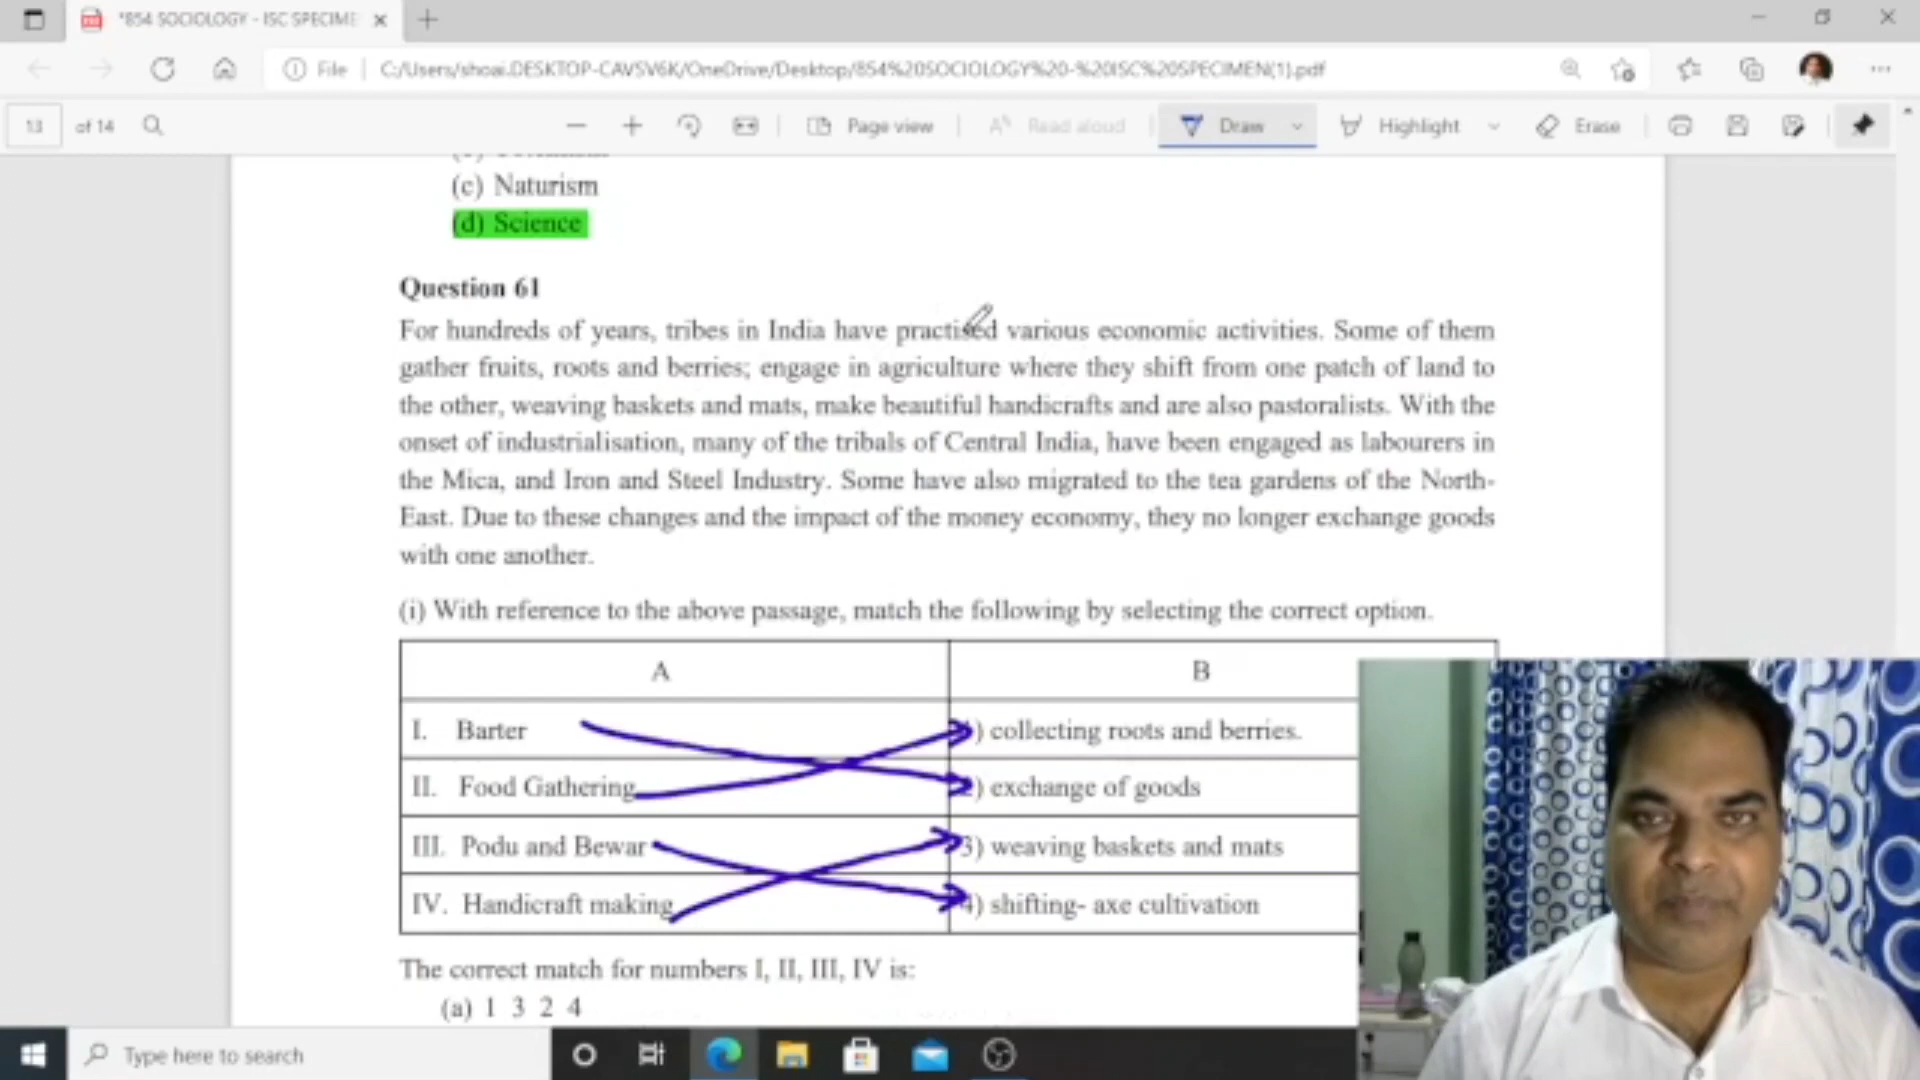 *854 SOCIOLOGY - ISC SPECIME
File
C:/Users/shoai.DESKTOP-CAVSV6K/OneDrive/Desktop/854%20SOCIOLOGY%20-%20ISC%20SPECIMEN(1).pdf
13 of 14
Page view
Read aloud
Draw
Highlight
Erase
(c) Naturism
(d) Science
Question 61
For hundreds of years, tribes in India have practised various economic activities. Some of them
gather fruits, roots and berries; engage in agriculture where they shift from one patch of land to
the other, weaving baskets and mats, make beautiful handicrafts and are also pastoralists. With the
onset of industrialisation, many of the tribals of Central India, have been engaged as labourers in
the Mica, and Iron and Steel Industry. Some have also migrated to the tea gardens of the North-
East. Due to these changes and the impact of the money economy, they no longer exchange goods
with one another.
(i) With reference to the above passage, match the following by selecting the correct option.
A B
I. Barter ) collecting roots and berries.
II. Food Gathering 2) exchange of goods
III. Podu and Bewar 3) weaving baskets and mats
IV. Handicraft making 4) shifting- axe cultivation
The correct match for numbers I, II, III, IV is:
(a) 1 3 2 4
Type here to search